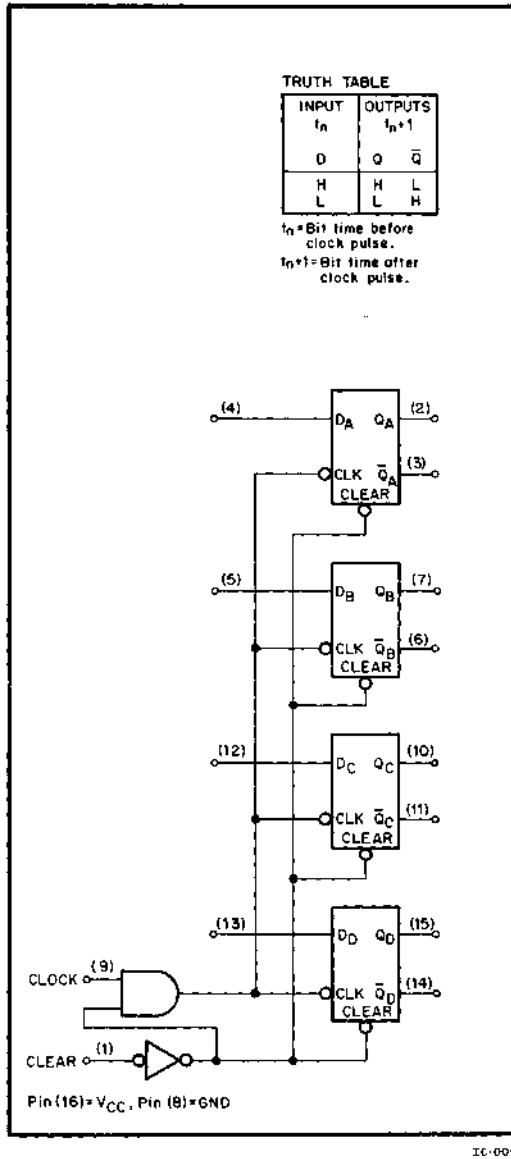 TRUTH TABLE
INPUT OUTPUTS
tn tn+1
D Q Q̅
H H L
L L H
tn=Bit time before
clock pulse.
tn+1=Bit time after
clock pulse.
(4) DA QA (2)
CLK Q̅A (3)
CLEAR
(5) DB QB (7)
CLK Q̅B (6)
CLEAR
(12) DC QC (10)
CLK Q̅C (11)
CLEAR
(13) DD QD (15)
CLOCK (9) CLK Q̅D (14)
CLEAR
CLEAR (1)
Pin (16)=VCC, Pin (8)=GND